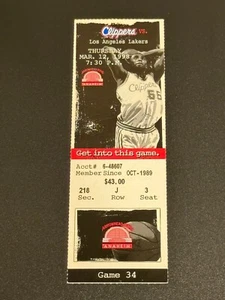 Clippers vs.
Los Angeles Lakers
THURSDAY
MAR. 12, 1998
7:30 P.M.
Get into this game.
Acct# 6-48607
Member Since OCT-1989
$43.00
218 J 3
Sec. Row Seat
ANAHEIM
Game 34